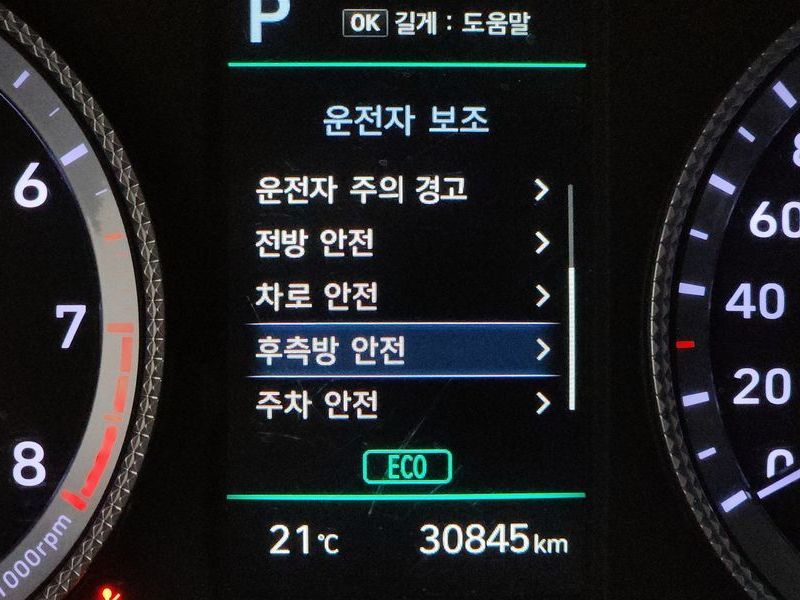 P
OK 길게 : 도움말
운전자 보조
운전자 주의 경고
전방 안전
차로 안전
후측방 안전
주차 안전
ECO
21℃ 30845km
6
7
8
1000rpm
60
40
20
0